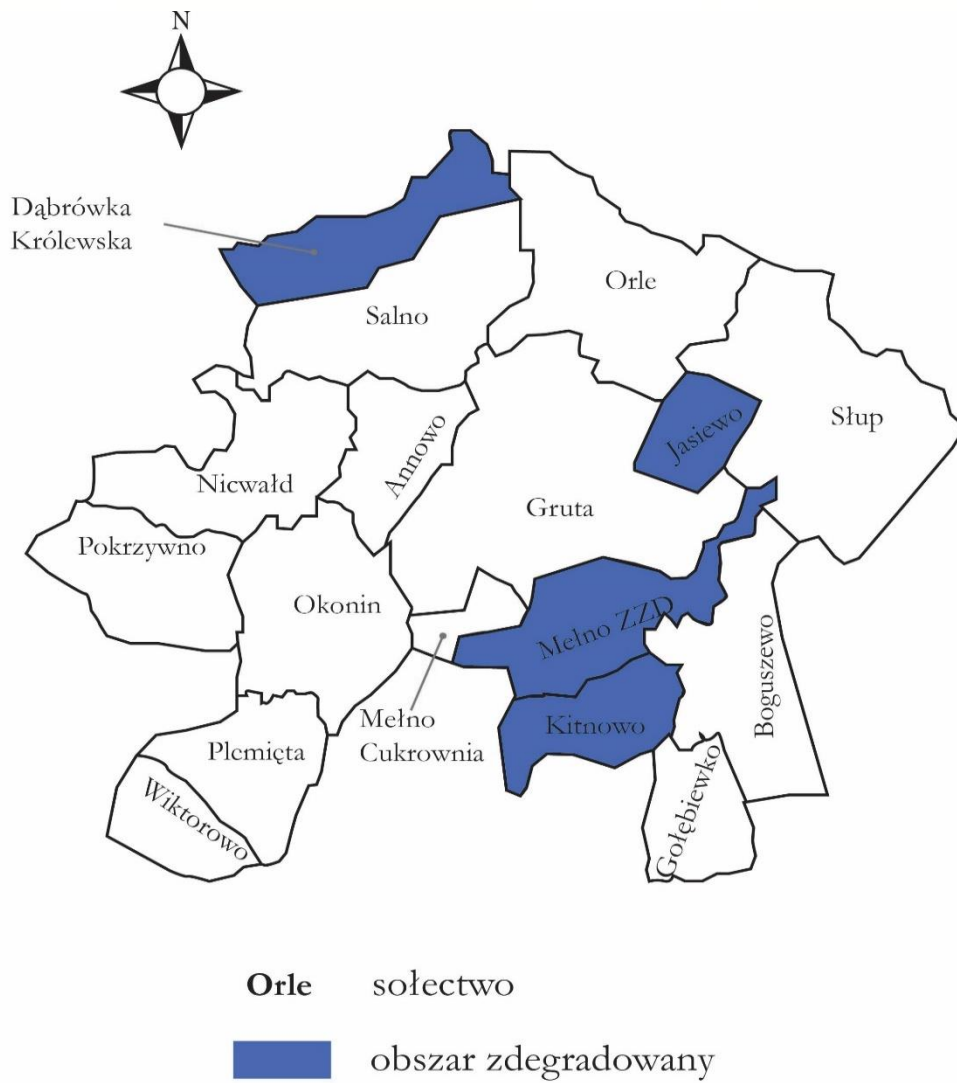 N
Dąbrówka
Królewska
Orle
Salno
Słup
Jasiewo
Annowo
Nicwałd
Gruta
Pokrzywno
Okonin
Mełno ZZD
Boguszewo
Mełno
Cukrownia
Kitnowo
Plemięta
Wiktorowo
Gołębiewko
Orle sołectwo
obszar zdegradowany